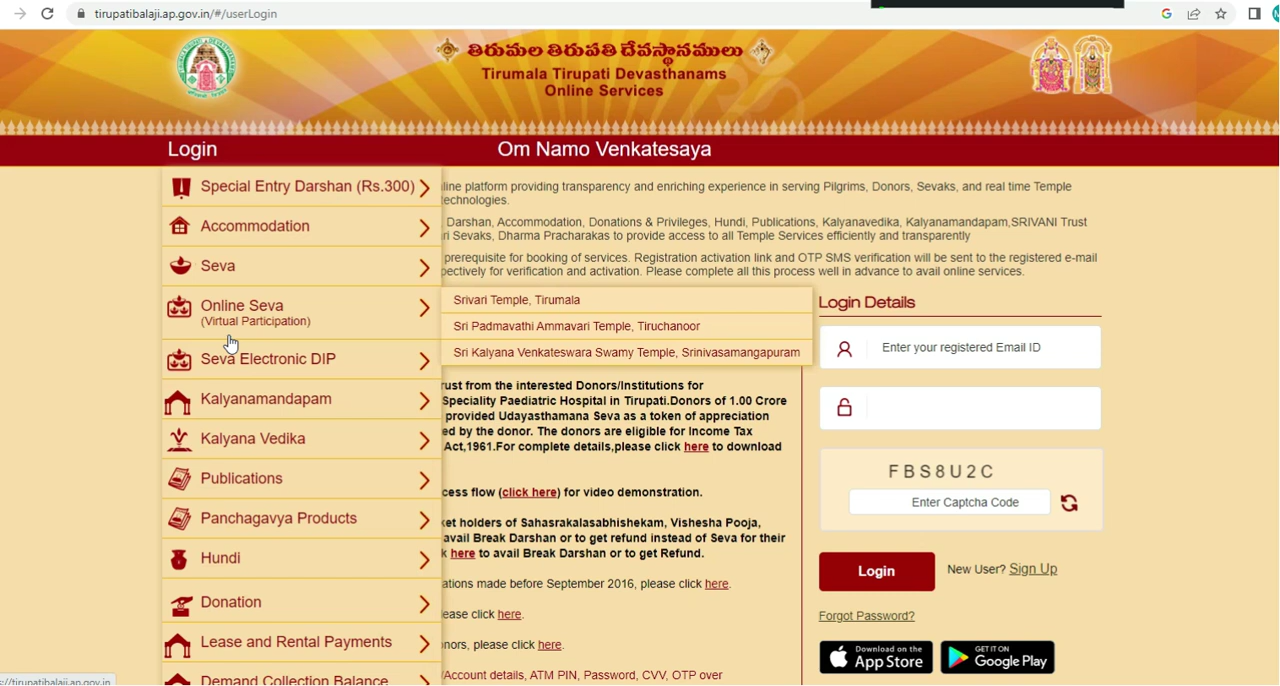 tirupatibalaji.ap.gov.in/#/userLogin
తిరుమల తిరుపతి దేవస్థానములు
Tirumala Tirupati Devasthanams
Online Services
Login
Om Namo Venkatesaya
Special Entry Darshan (Rs.300)
Accommodation
Seva
Online Seva
(Virtual Participation)
Seva Electronic DIP
Kalyanamandapam
Kalyana Vedika
Publications
Panchagavya Products
Hundi
Donation
Lease and Rental Payments
Demand Collection Balance
Srivari Temple, Tirumala
Sri Padmavathi Ammavari Temple, Tiruchanoor
Sri Kalyana Venkateswara Swamy Temple, Srinivasamangapuram
line platform providing transparency and enriching experience in serving Pilgrims, Donors, Sevaks, and real time Temple
echnologies.
Darshan, Accommodation, Donations & Privileges, Hundi, Publications, Kalyanavedika, Kalyanamandapam,SRIVANI Trust
ri Sevaks, Dharma Pracharakas to provide access to all Temple Services efficiently and transparently
prerequisite for booking of services. Registration activation link and OTP SMS verification will be sent to the registered e-mail
pectively for verification and activation. Please complete all this process well in advance to avail online services.
rust from the interested Donors/Institutions for
Speciality Paediatric Hospital in Tirupati.Donors of 1.00 Crore
provided Udayasthamana Seva as a token of appreciation
ed by the donor. The donors are eligible for Income Tax
Act,1961.For complete details,please click here to download
cess flow (click here) for video demonstration.
ket holders of Sahasrakalasabhishekam, Vishesha Pooja,
avail Break Darshan or to get refund instead of Seva for their
k here to avail Break Darshan or to get Refund.
ations made before September 2016, please click here.
ease click here.
nors, please click here.
Account details, ATM PIN, Password, CVV, OTP over
Login Details
Enter your registered Email ID
FBS8U2C
Enter Captcha Code
Login
New User? Sign Up
Forgot Password?
Download on the
App Store
GET IT ON
Google Play
s://tirupatibalaji.ap.gov.in